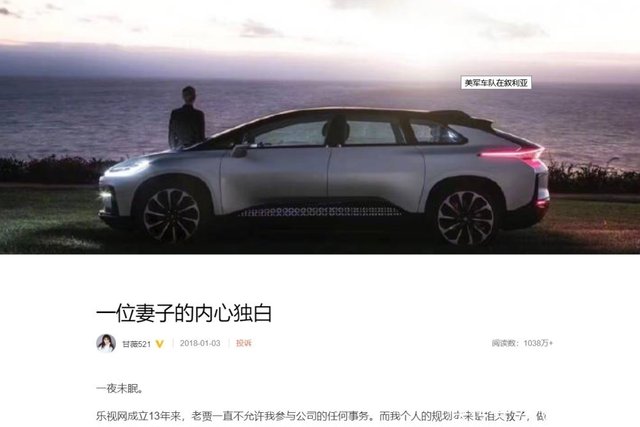 美军车队在叙利亚
一位妻子的内心独白
甘薇521
2018-01-03
投诉
阅读数：1038万+
一夜未眠。
乐视网成立13年来，老贾一直不允许我参与公司的任何事务。而我个人的规划